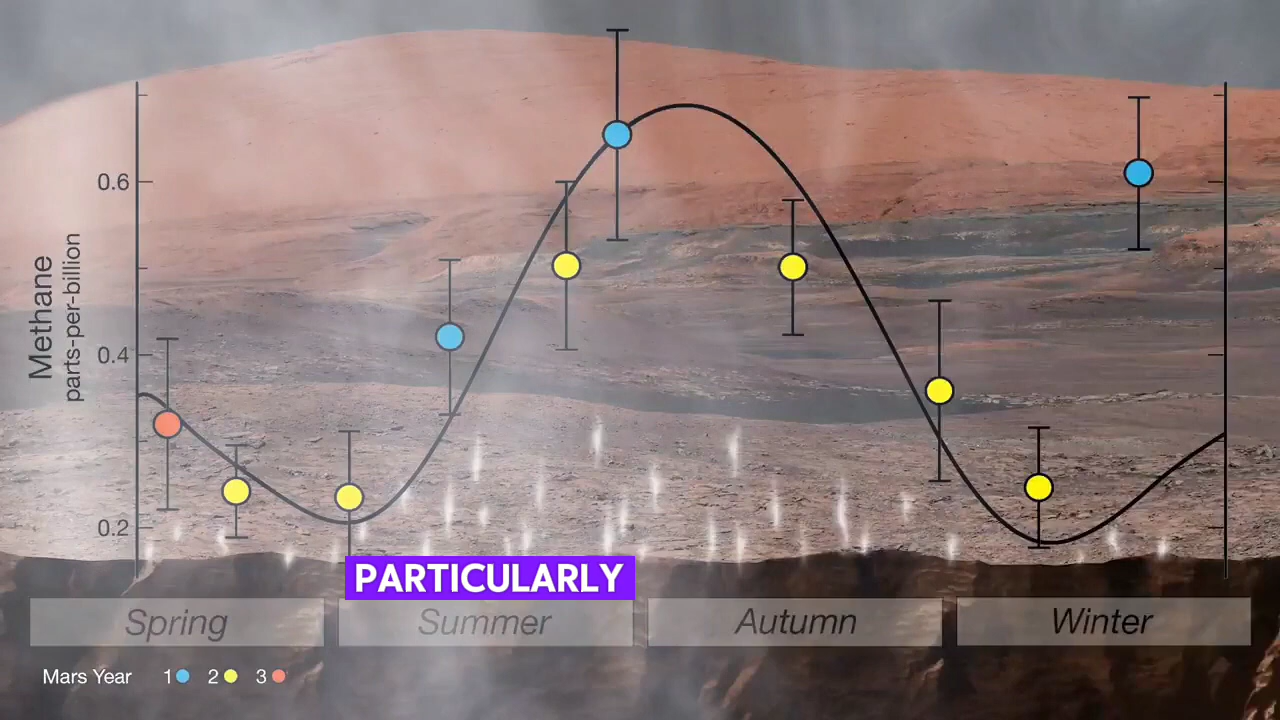 0.6
Methane
parts-per-billion
0.4
0.2
PARTICULARLY
Spring Summer Autumn Winter
Mars Year 1 2 3